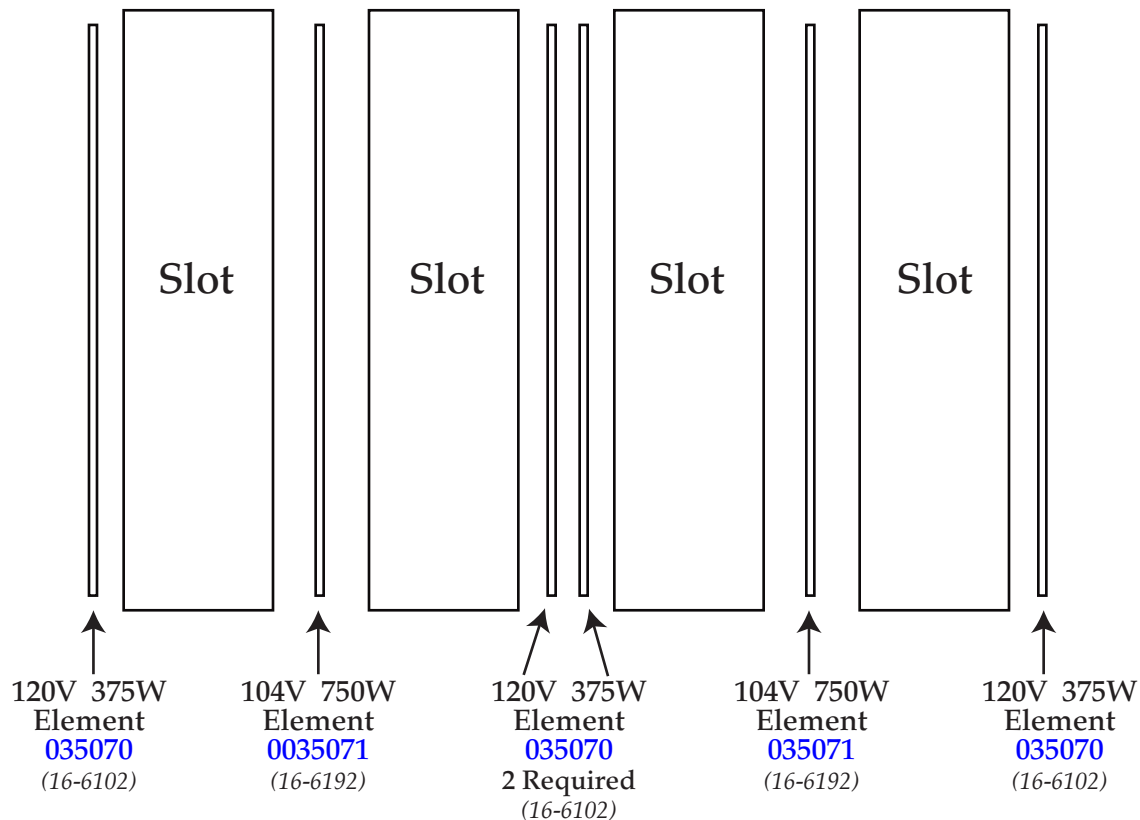 Slot
Slot
Slot
Slot
120V 375W
Element
035070
(16-6102)
104V 750W
Element
0035071
(16-6192)
120V 375W
Element
035070
2 Required
(16-6102)
104V 750W
Element
035071
(16-6192)
120V 375W
Element
035070
(16-6102)